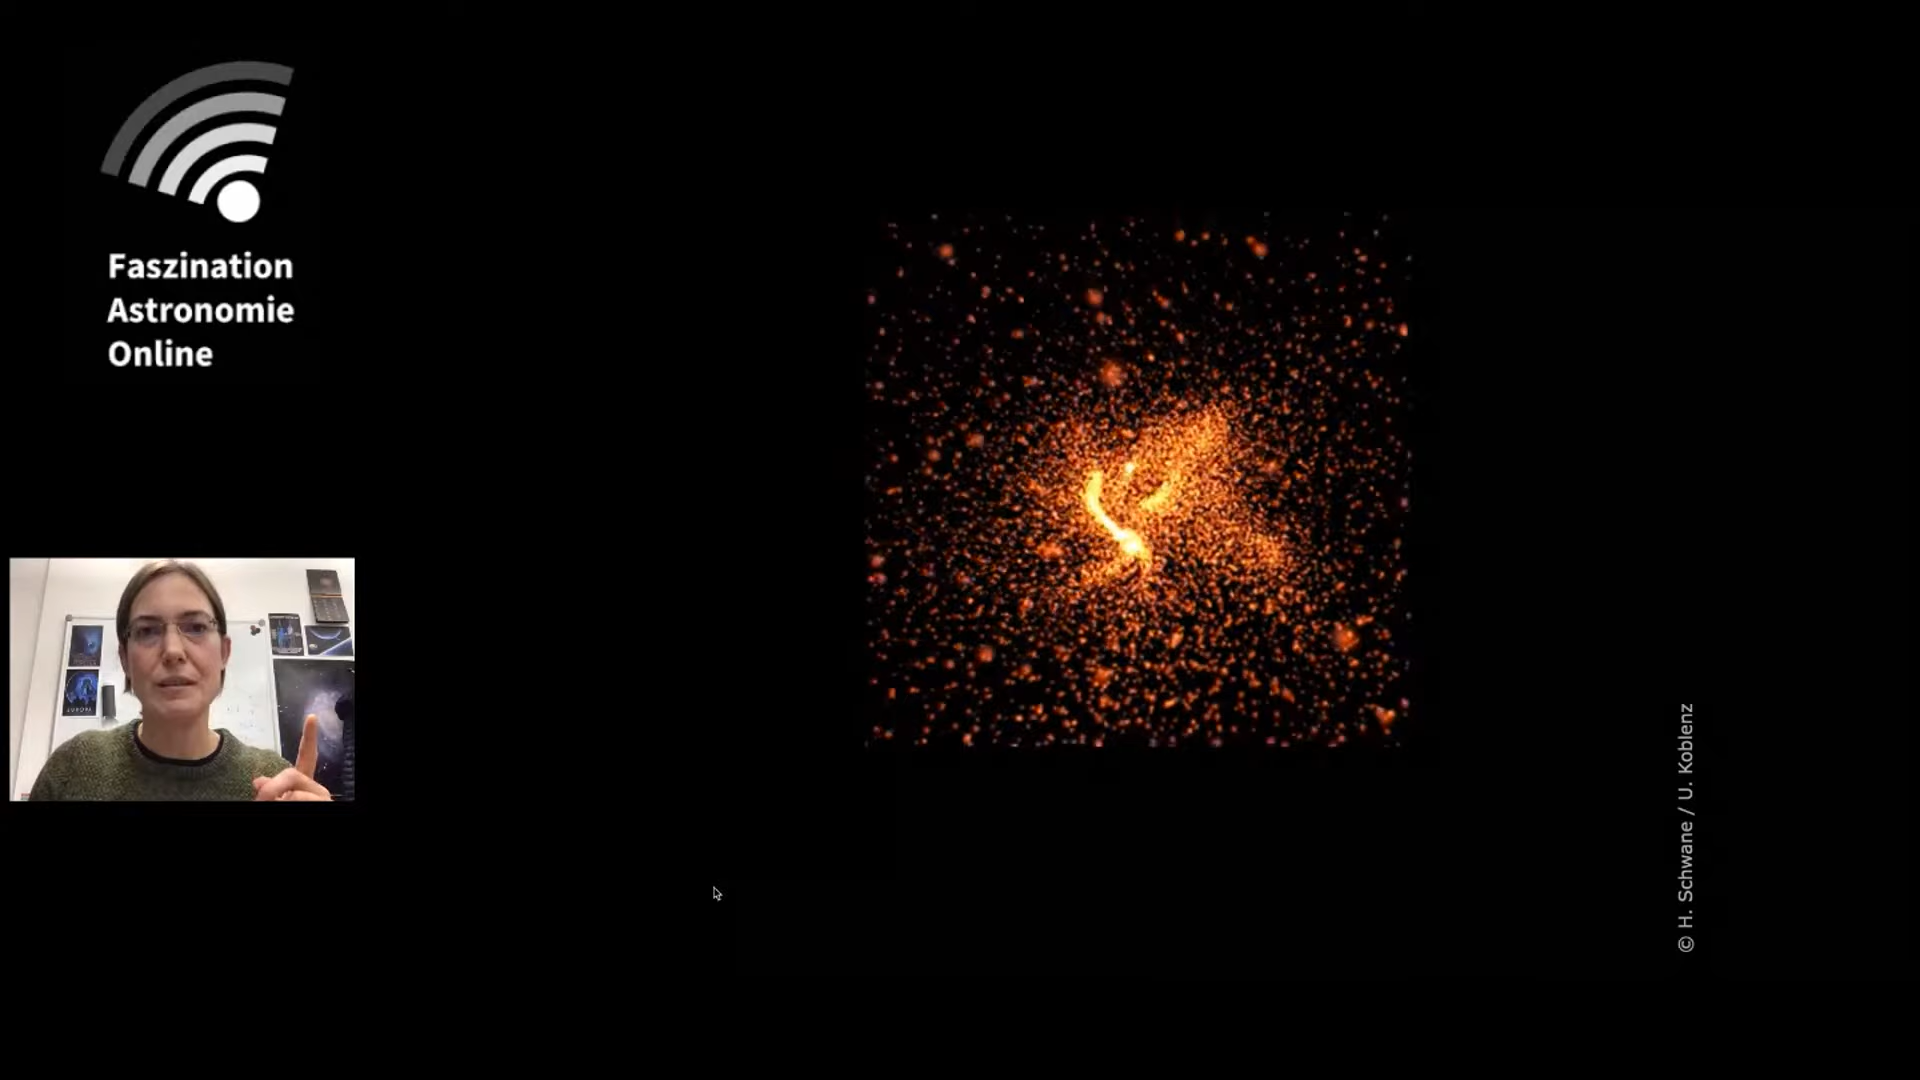 Faszination
Astronomie
Online
© H. Schwane / U. Koblenz